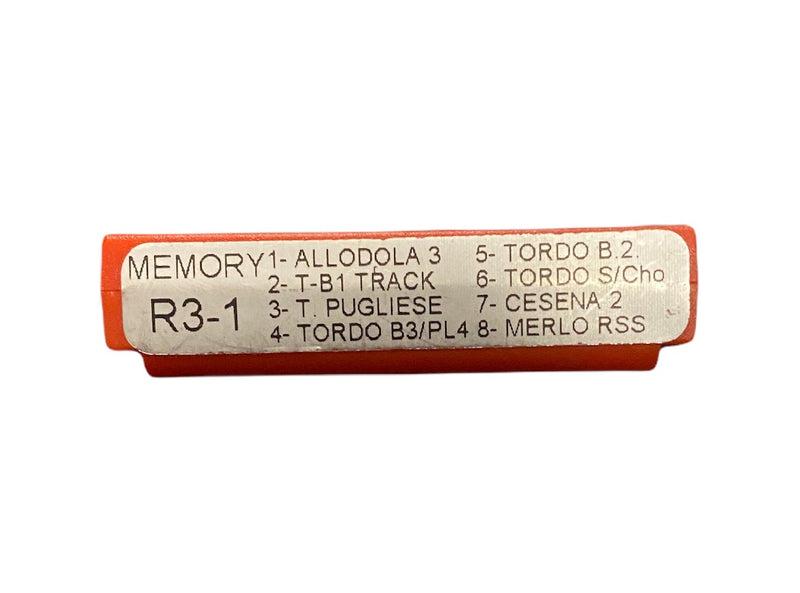 MEMORY
R3-1
1- ALLODOLA 3
2- T-B1 TRACK
3- T. PUGLIESE
4- TORDO B3/PL4
5- TORDO B.2.
6- TORDO S/Cho
7- CESENA 2
8- MERLO RSS